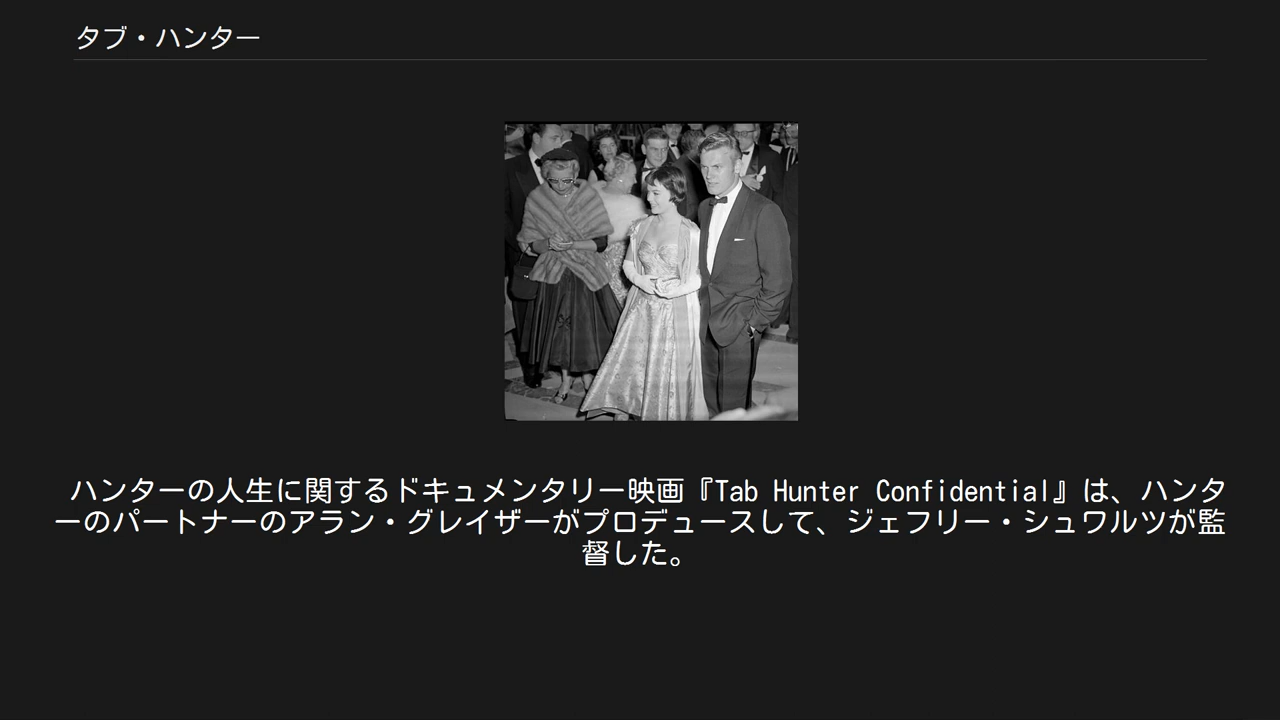 タブ・ハンター
ハンターの人生に関するドキュメンタリー映画『Tab Hunter Confidential』は、ハンタ
ーのパートナーのアラン・グレイザーがプロデュースして、ジェフリー・シュワルツが監
督した。